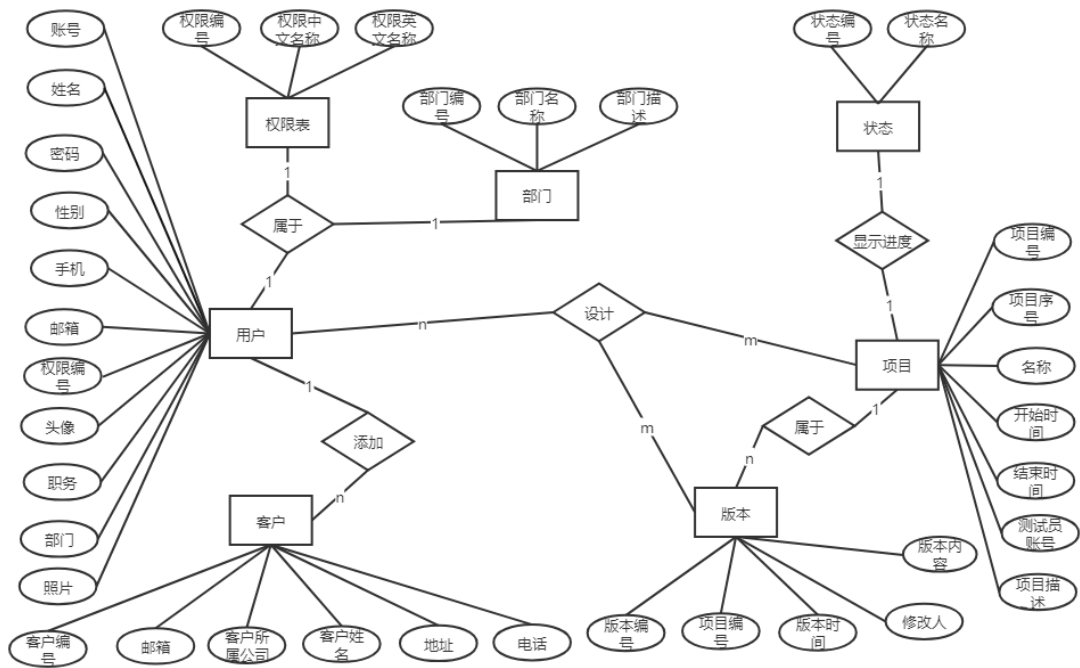 账号
权限编
号
权限中
文名称
权限英
文名称
状态编
号
状态名
称
姓名
部门编
号
部门名
称
部门描
述
权限表
状态
密码
1
1
部门
性别
属于
1
显示进度
项目编
号
手机
1
1
项目序
号
邮箱
用户
n
设计
m
项目
名称
权限编
号
1
1
开始时
间
头像
添加
m
属于
n
结束时
间
职务
n
客户
版本
测试员
账号
部门
版本内
容
照片
项目描
述
客户编
号
邮箱
客户所
属公司
客户姓
名
地址
电话
版本编
号
项目编
号
版本时
间
修改人